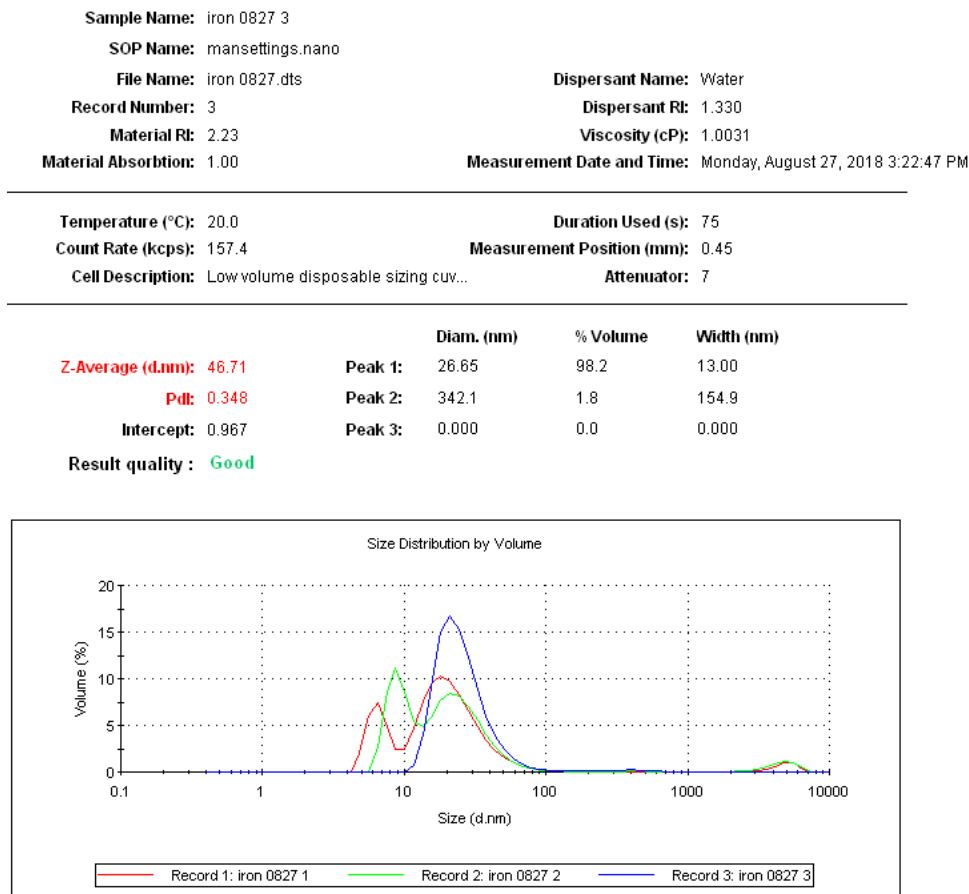 Sample Name: iron 0827 3
SOP Name: mansettings.nano
File Name: iron 0827.dts Dispersant Name: Water
Record Number: 3 Dispersant RI: 1.330
Material RI: 2.23 Viscosity (cP): 1.0031
Material Absorbtion: 1.00 Measurement Date and Time: Monday, August 27, 2018 3:22:47 PM
Temperature (°C): 20.0 Duration Used (s): 75
Count Rate (kcps): 157.4 Measurement Position (mm): 0.45
Cell Description: Low volume disposable sizing cuv... Attenuator: 7
Diam. (nm) % Volume Width (nm)
Z-Average (d.nm): 46.71 Peak 1: 26.65 98.2 13.00
PdI: 0.348 Peak 2: 342.1 1.8 154.9
Intercept: 0.967 Peak 3: 0.000 0.0 0.000
Result quality : Good
Size Distribution by Volume
20
15
10
5
0
Volume (%)
0.1 1 10 100 1000 10000
Size (d.nm)
Record 1: iron 0827 1 Record 2: iron 0827 2 Record 3: iron 0827 3